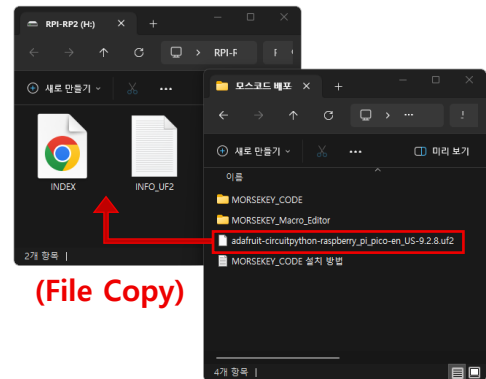 RPI-RP2 (H:)
RPI-F
새로 만들기
INDEX
INFO_UF2
2개 항목
(File Copy)
모스코드 배포
새로 만들기
미리 보기
이름
MORSEKEY_CODE
MORSEKEY_Macro_Editor
adafruit-circuitpython-raspberry_pi_pico-en_US-9.2.8.uf2
MORSEKEY_CODE 설치 방법
4개 항목